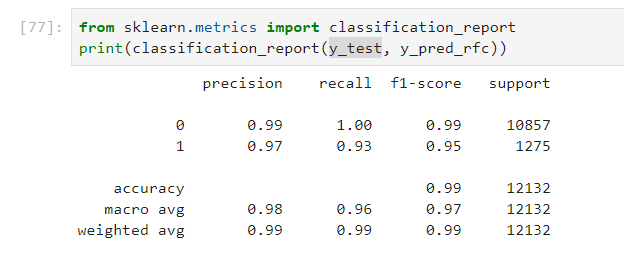 [77]: from sklearn.metrics import classification_report
print(classification_report(y_test, y_pred_rfc))
precision recall f1-score support
0 0.99 1.00 0.99 10857
1 0.97 0.93 0.95 1275
accuracy 0.99 12132
macro avg 0.98 0.96 0.97 12132
weighted avg 0.99 0.99 0.99 12132